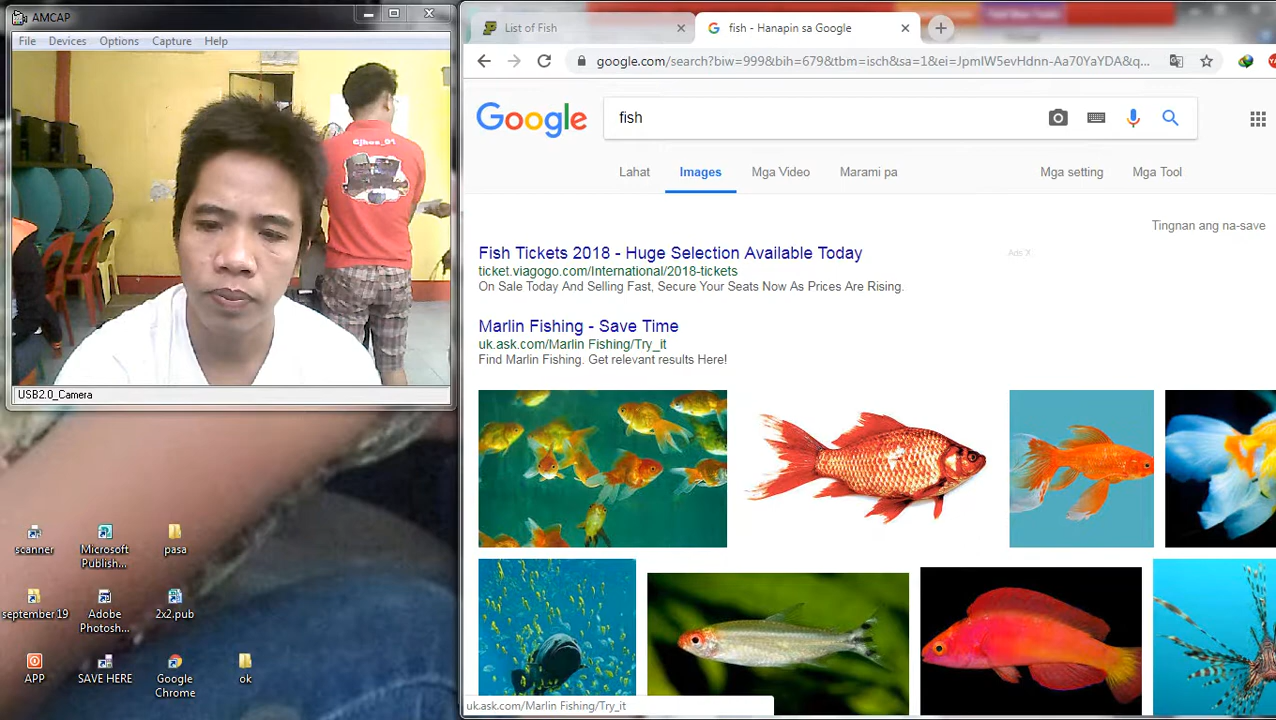 AMCAP
File Devices Options Capture Help
Gjhos_01
USB2.0_Camera
scanner
Microsoft Publish...
pasa
september 19
Adobe Photosh...
2x2.pub
APP
SAVE HERE
Google Chrome
ok
List of Fish
fish - Hanapin sa Google
google.com/search?biw=999&bih=679&tbm=isch&sa=1&ei=JpmIW5evHdnn-Aa70YaYDA&q...
Google
fish
Lahat Images Mga Video Marami pa Mga setting Mga Tool
Tingnan ang na-save
Fish Tickets 2018 - Huge Selection Available Today
Ads X
ticket.viagogo.com/International/2018-tickets
On Sale Today And Selling Fast, Secure Your Seats Now As Prices Are Rising.
Marlin Fishing - Save Time
uk.ask.com/Marlin Fishing/Try_it
Find Marlin Fishing. Get relevant results Here!
uk.ask.com/Marlin Fishing/Try_it